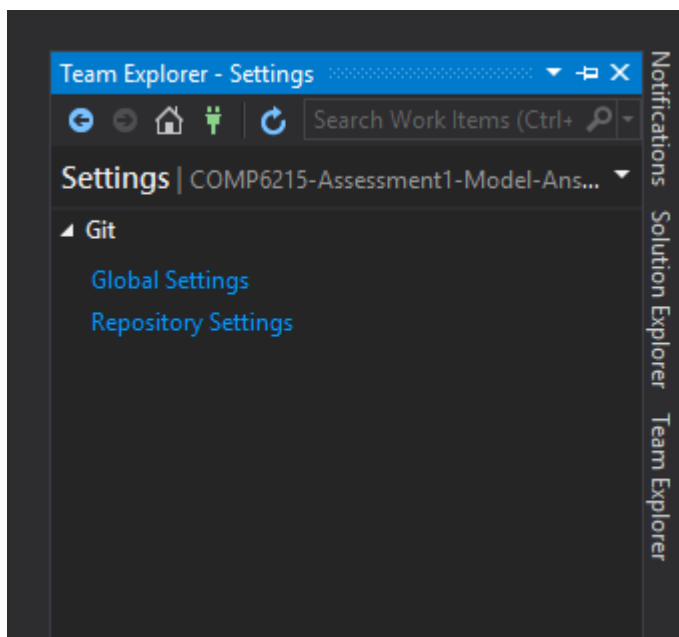 Team Explorer - Settings
Search Work Items (Ctrl+
Settings | COMP6215-Assessment1-Model-Ans...
Git
Global Settings
Repository Settings
Notifications
Solution Explorer
Team Explorer